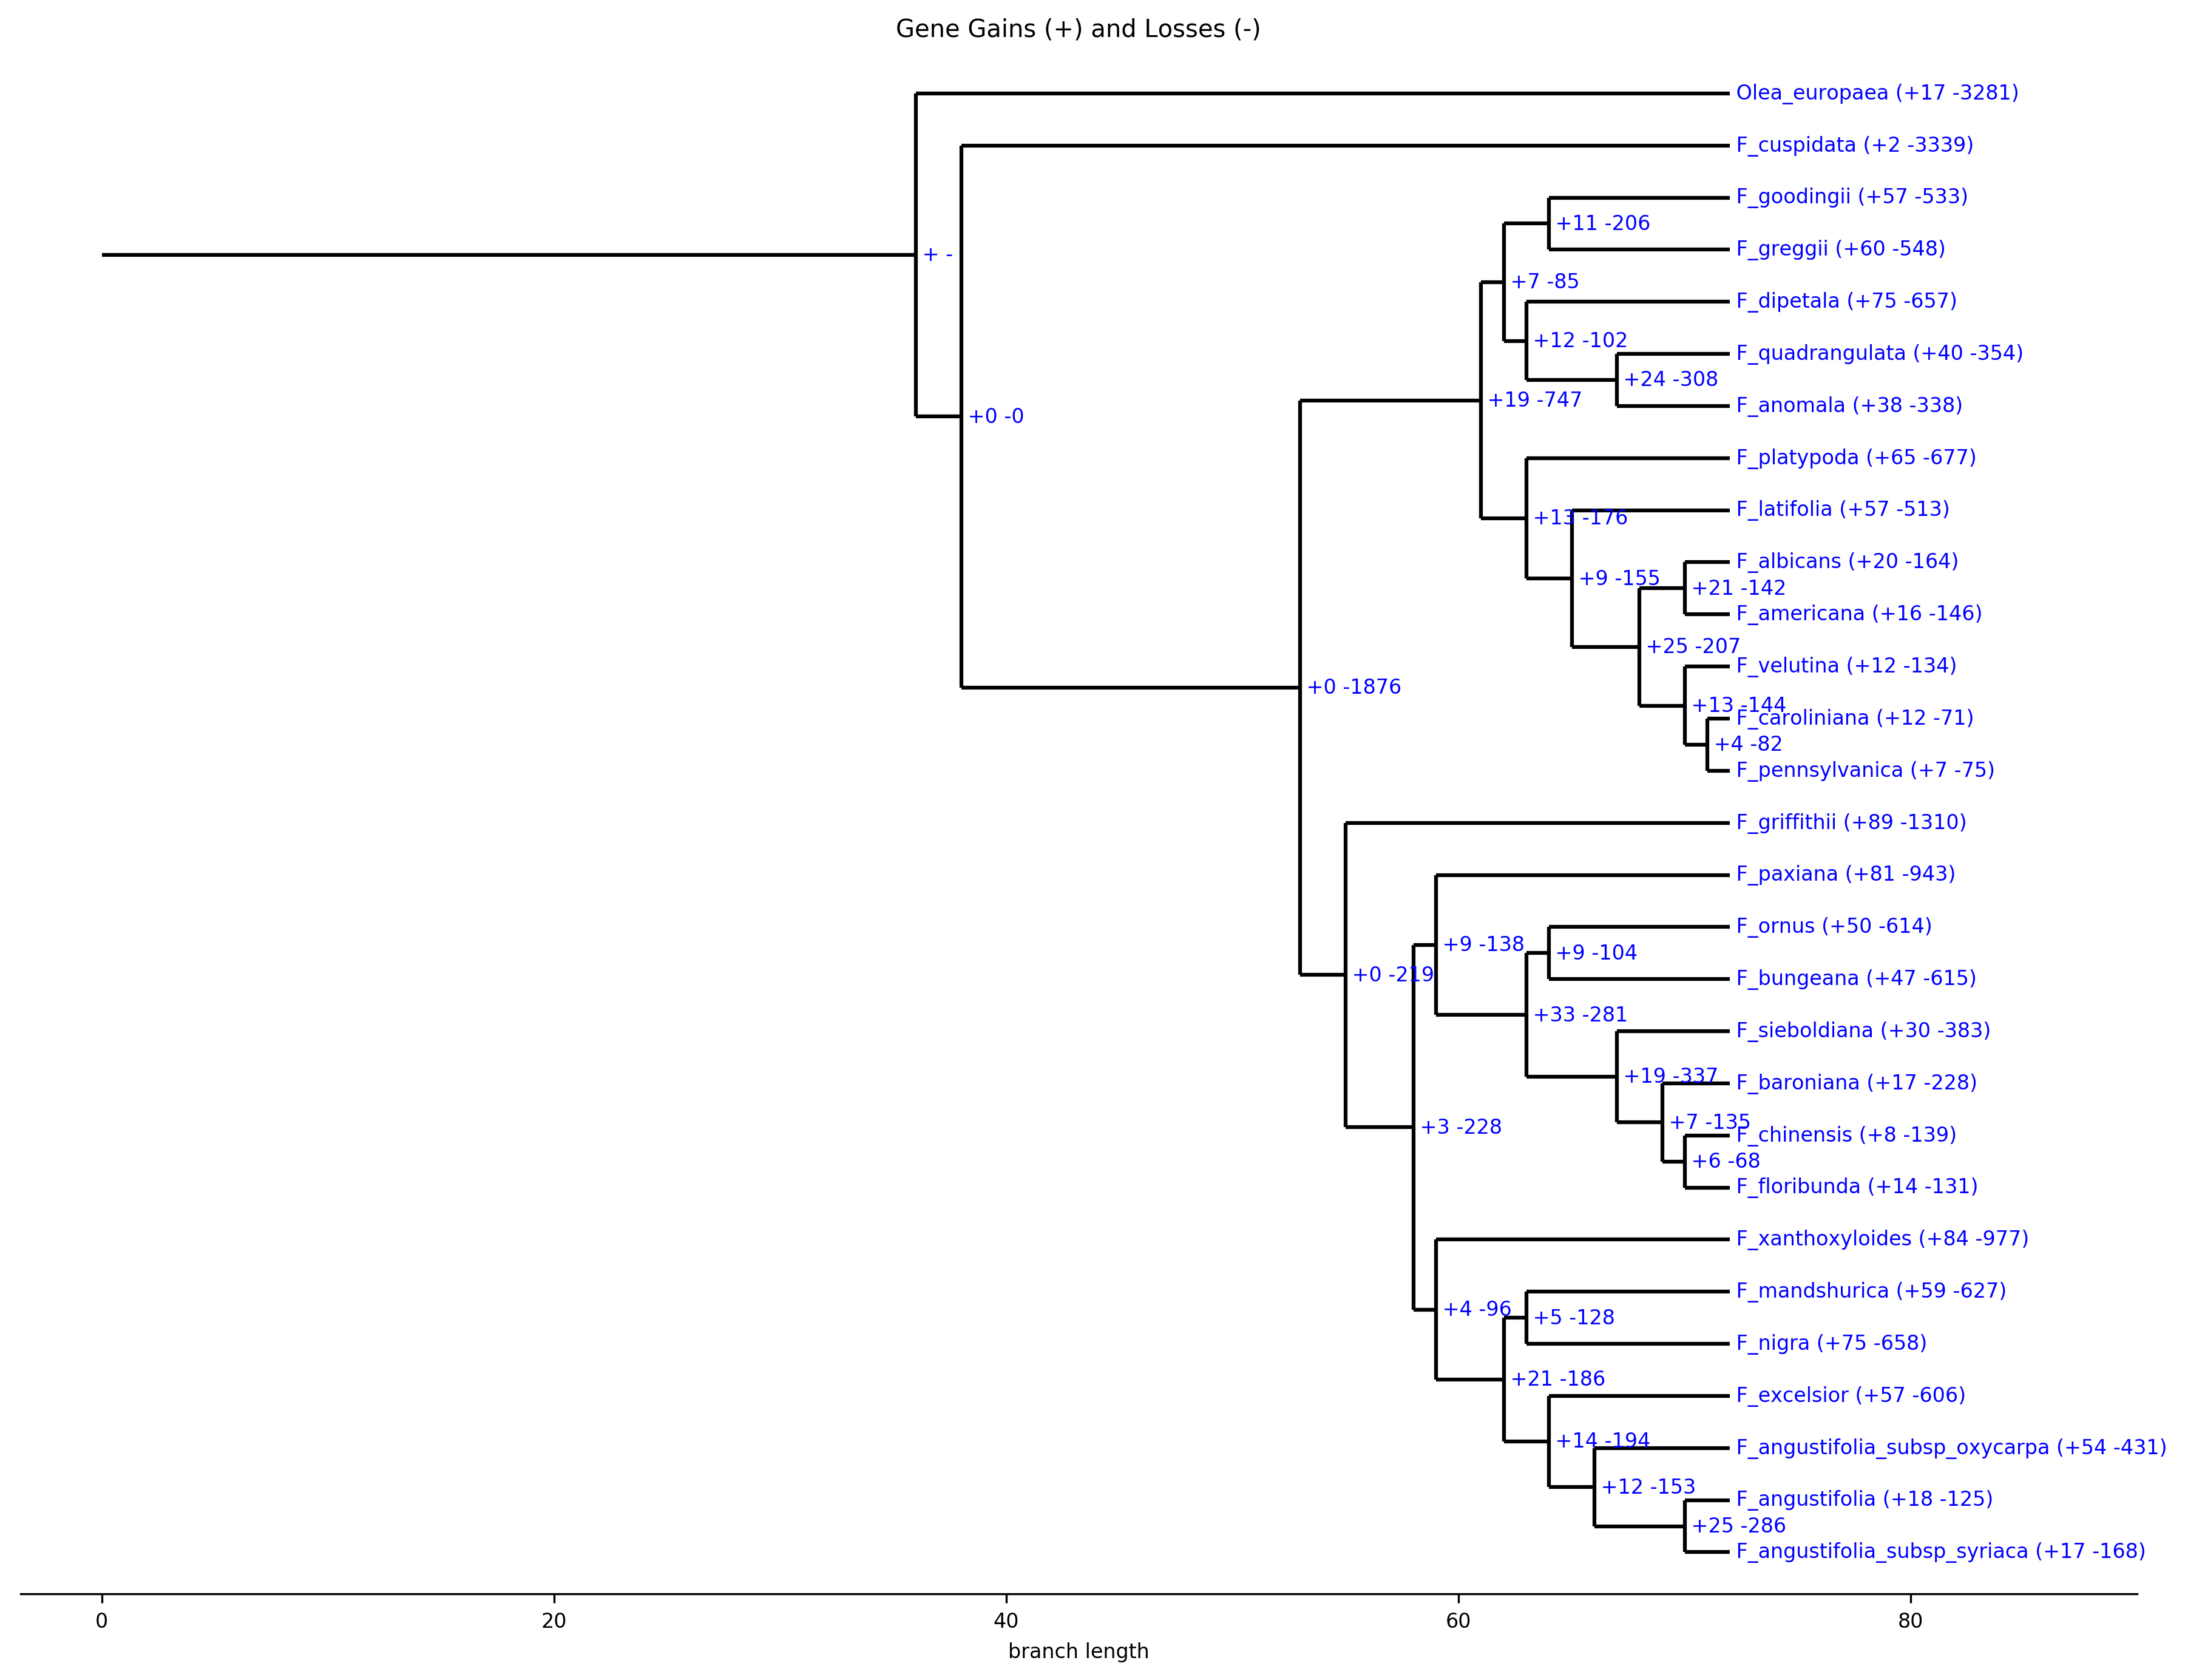 Gene Gains (+) and Losses (-)
Olea_europaea (+17 -3281)
F_cuspidata (+2 -3339)
F_goodingii (+57 -533)
+11 -206
F_greggii (+60 -548)
+ -
+7 -85
F_dipetala (+75 -657)
+12 -102
F_quadrangulata (+40 -354)
+24 -308
+19 -747
F_anomala (+38 -338)
+0 -0
F_platypoda (+65 -677)
F_latifolia (+57 -513)
+13 -176
F_albicans (+20 -164)
+9 -155
+21 -142
F_americana (+16 -146)
+25 -207
F_velutina (+12 -134)
+0 -1876
+13 -144
F_caroliniana (+12 -71)
+4 -82
F_pennsylvanica (+7 -75)
F_griffithii (+89 -1310)
F_paxiana (+81 -943)
F_ornus (+50 -614)
+9 -138
+9 -104
+0 -219
F_bungeana (+47 -615)
+33 -281
F_sieboldiana (+30 -383)
+19 -337
F_baroniana (+17 -228)
+7 -135
+3 -228
F_chinensis (+8 -139)
+6 -68
F_floribunda (+14 -131)
F_xanthoxyloides (+84 -977)
F_mandshurica (+59 -627)
+4 -96
+5 -128
F_nigra (+75 -658)
+21 -186
F_excelsior (+57 -606)
+14 -194
F_angustifolia_subsp_oxycarpa (+54 -431)
+12 -153
F_angustifolia (+18 -125)
+25 -286
F_angustifolia_subsp_syriaca (+17 -168)
0 20 40 60 80
branch length